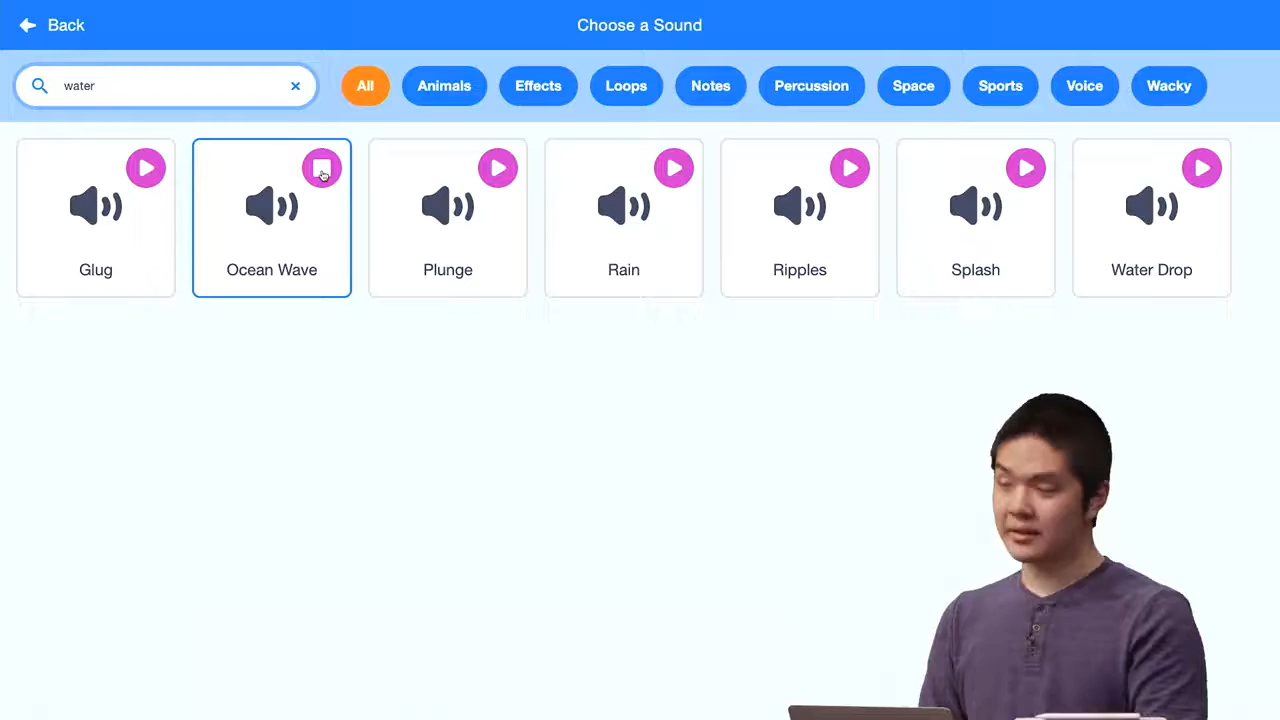 Back
Choose a Sound
water
All
Animals
Effects
Loops
Notes
Percussion
Space
Sports
Voice
Wacky
Glug
Ocean Wave
Plunge
Rain
Ripples
Splash
Water Drop